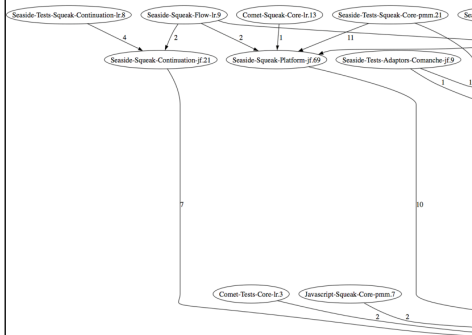 Seaside-Tests-Squeak-Continuation-lr.8 Seaside-Squeak-Flow-lr.9 Comet-Squeak-Core-lr.13 Seaside-Tests-Squeak-Core-pmm.21
4 2 2 1 11
Seaside-Squeak-Continuation-jf.21 Seaside-Squeak-Platform-jf.69 Seaside-Tests-Adaptors-Comanche-jf.9
1 1
7 10
Comet-Tests-Core-lr.3 Javascript-Squeak-Core-pmm.7
2 2